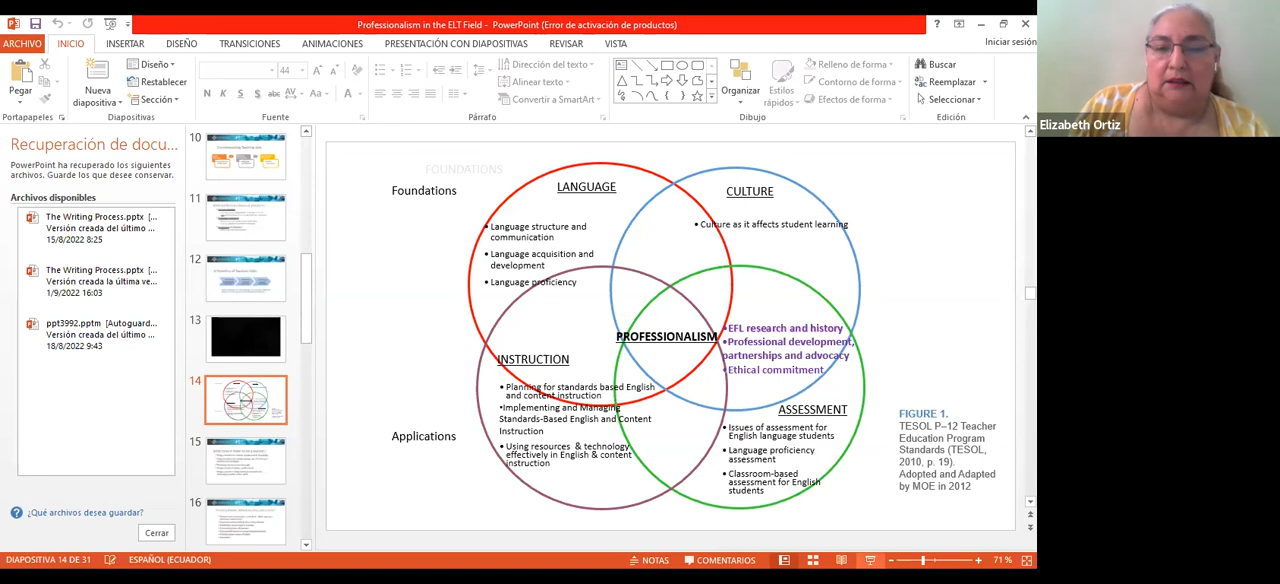 Professionalism in the ELT Field - PowerPoint (Error de activación de productos)
ARCHIVO INICIO INSERTAR DISEÑO TRANSICIONES ANIMACIONES PRESENTACIÓN CON DIAPOSITIVAS REVISAR VISTA
Iniciar sesión
Pegar
Portapapeles
Nueva
diapositiva
Diseño
Restablecer
Sección
Diapositivas
44
N K S S abc AV Aa A
Fuente
Dirección del texto
Alinear texto
Convertir a SmartArt
Párrafo
Organizar
Estilos
rápidos
Relleno de forma
Contorno de forma
Efectos de forma
Dibujo
Buscar
Reemplazar
Seleccionar
Edición
Elizabeth Ortiz
Recuperación de docu...
PowerPoint ha recuperado los siguientes
archivos. Guarde los que desee conservar.
Archivos disponibles
The Writing Process.pptx [...
Versión creada del último ...
15/8/2022 8:25
The Writing Process.pptx [...
Versión creada la última ve...
1/9/2022 16:03
ppt3992.pptm [Autoguard...
Versión creada del último ...
18/8/2022 9:43
¿Qué archivos desea guardar?
Cerrar
10
11
12
13
14
15
16
FOUNDATIONS
Foundations
LANGUAGE
• Language structure and
communication
• Language acquisition and
development
• Language proficiency
CULTURE
• Culture as it affects student learning
PROFESSIONALISM
•EFL research and history
•Professional development,
partnerships and advocacy
•Ethical commitment
INSTRUCTION
• Planning for standards based English
and content instruction
•Implementing and Managing
Standards-Based English and Content
Instruction
• Using resources & technology
effectively in English & content
instruction
Applications
ASSESSMENT
• Issues of assessment for
English language students
• Language proficiency
assessment
• Classroom-based
assessment for English
students
FIGURE 1.
TESOL P–12 Teacher
Education Program
Standards (TESOL,
2010, p. 19).
Adopted and Adapted
by MOE in 2012
DIAPOSITIVA 14 DE 31 ESPAÑOL (ECUADOR)
NOTAS COMENTARIOS 71 %